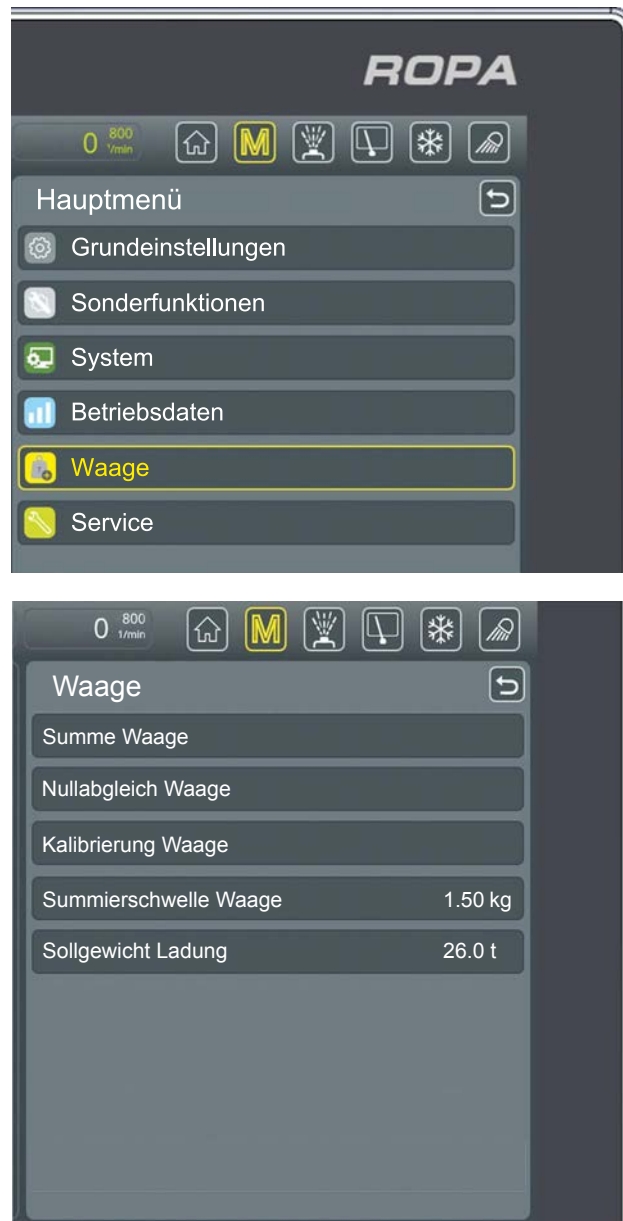 ROPA
0 800 1/min M
Hauptmenü
Grundeinstellungen
Sonderfunktionen
System
Betriebsdaten
Waage
Service
0 800 1/min M
Waage
Summe Waage
Nullabgleich Waage
Kalibrierung Waage
Summierschwelle Waage 1.50 kg
Sollgewicht Ladung 26.0 t